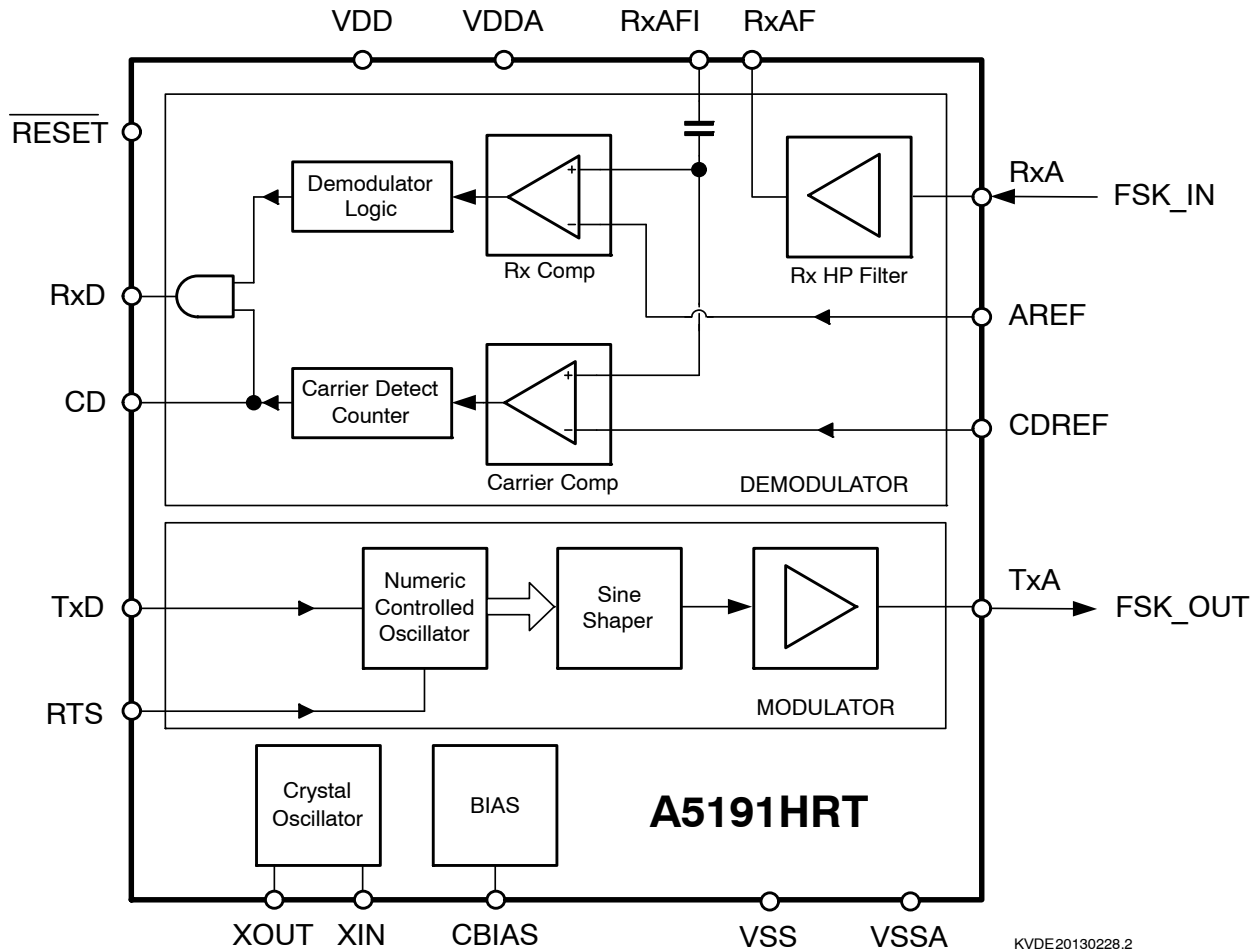 VDD
VDDA
RxAFI
RxAF
RESET
RxA
FSK_IN
Demodulator
Logic
+
−
Rx Comp
Rx HP Filter
RxD
AREF
CD
Carrier Detect
Counter
+
−
Carrier Comp
CDREF
DEMODULATOR
TxD
Numeric
Controlled
Oscillator
Sine
Shaper
TxA
FSK_OUT
RTS
MODULATOR
Crystal
Oscillator
BIAS
A5191HRT
XOUT
XIN
CBIAS
VSS
VSSA
KVDE20130228.2